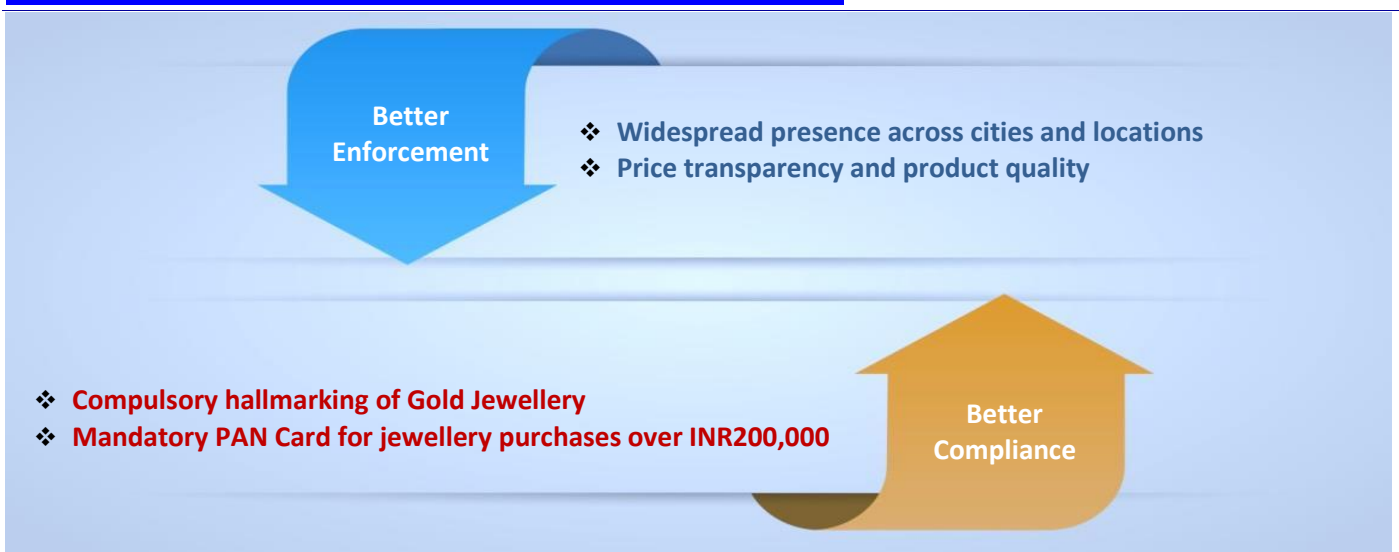 Better
Enforcement
❖ Widespread presence across cities and locations
❖ Price transparency and product quality
❖ Compulsory hallmarking of Gold Jewellery
❖ Mandatory PAN Card for jewellery purchases over INR200,000
Better
Compliance